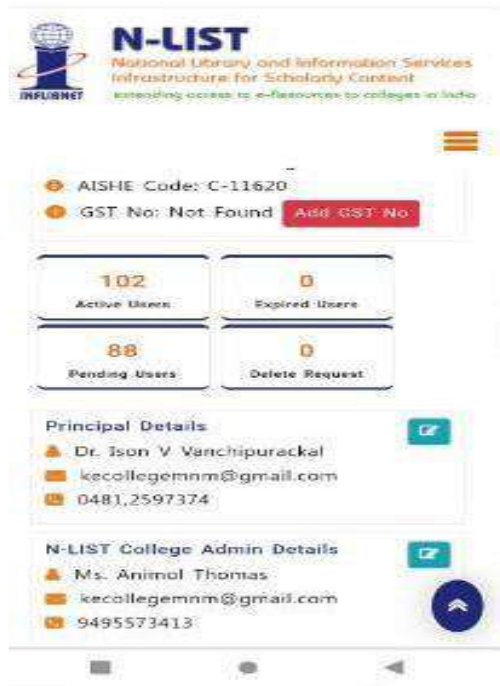 N-LIST
National Library and Information Services
Infrastructure for Scholarly Content
extending access to e-Resources to colleges in India
INFLIBNET
AISHE Code: C-11620
GST No: Not Found Add GST No
102
Active Users
0
Expired Users
88
Pending Users
0
Delete Request
Principal Details
Dr. Ison V Vanchipurackal
kecollegemnm@gmail.com
0481,2597374
N-LIST College Admin Details
Ms. Animol Thomas
kecollegemnm@gmail.com
9495573413